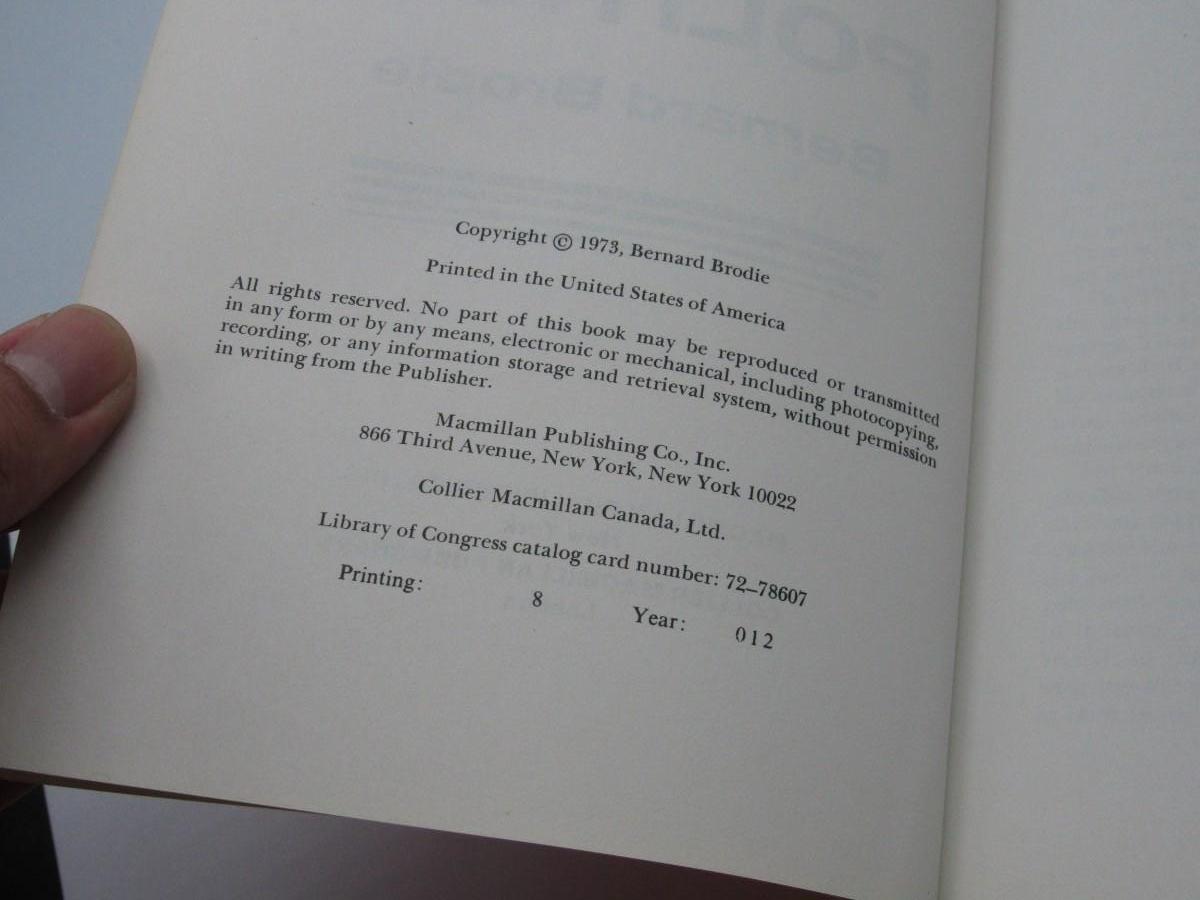 POLI
Bernard Brodie
Copyright © 1973, Bernard Brodie
Printed in the United States of America
All rights reserved. No part of this book may be reproduced or transmitted
in any form or by any means, electronic or mechanical, including photocopying,
recording, or any information storage and retrieval system, without permission
in writing from the Publisher.
Macmillan Publishing Co., Inc.
866 Third Avenue, New York, New York 10022
Collier Macmillan Canada, Ltd.
Library of Congress catalog card number: 72–78607
Printing: 8 Year: 012